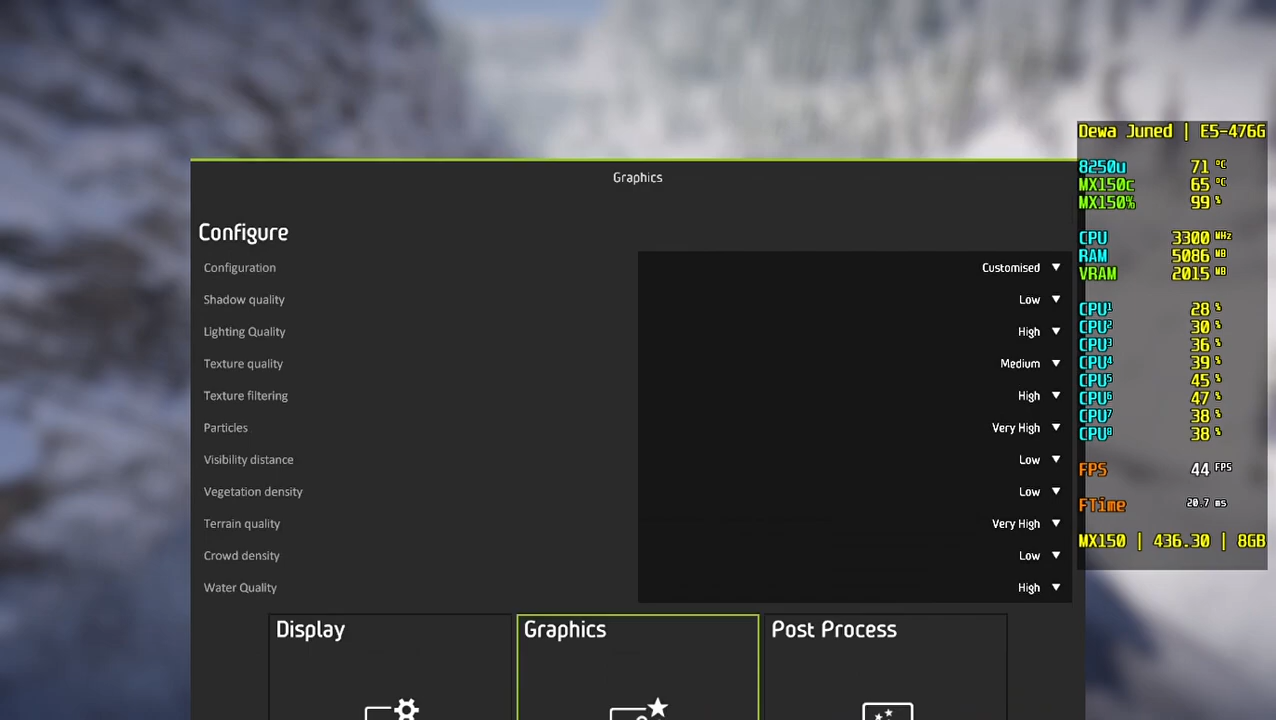 Graphics
Configure
Configuration Customised
Shadow quality Low
Lighting Quality High
Texture quality Medium
Texture filtering High
Particles Very High
Visibility distance Low
Vegetation density Low
Terrain quality Very High
Crowd density Low
Water Quality High
Display
Graphics
Post Process
Dewa Juned | E5-476G
8250u 71 °C
MX150c 65 °C
MX150% 99 %
CPU 3300 MHz
RAM 5086 MB
VRAM 2015 MB
CPU1 28 %
CPU2 30 %
CPU3 36 %
CPU4 39 %
CPU5 45 %
CPU6 47 %
CPU7 38 %
CPU8 38 %
FPS 44 FPS
FTime 20.7 ms
MX150 | 436.30 | 8GB